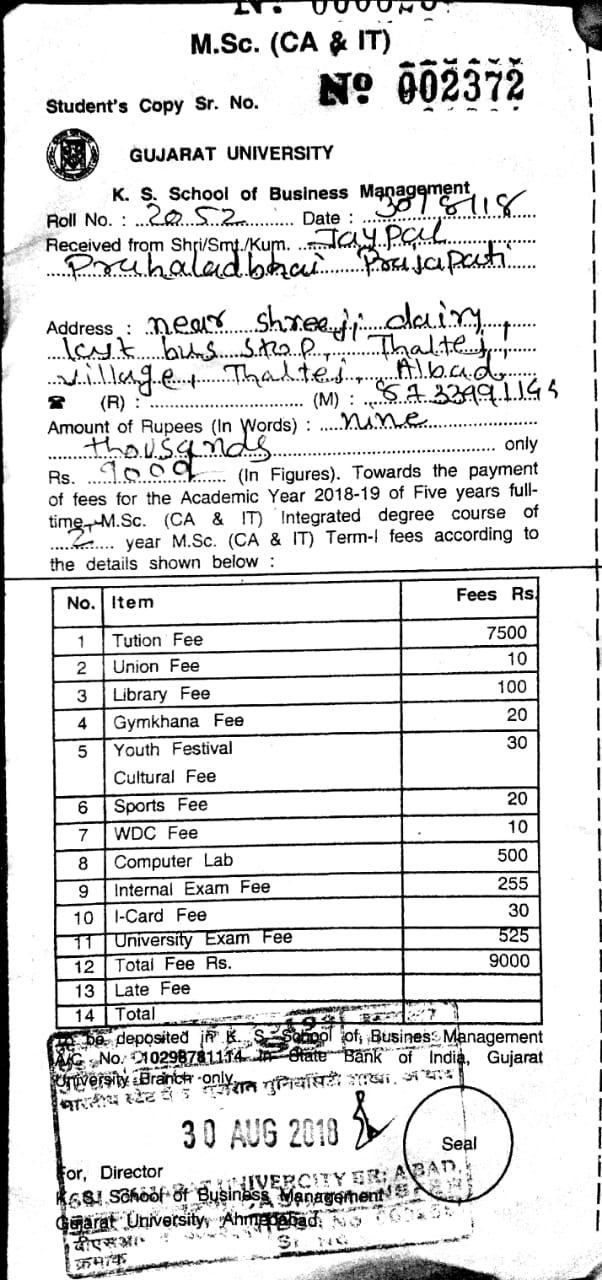 M.Sc. (CA & IT)
Student's Copy Sr. No. Nº 002372
GUJARAT UNIVERSITY
K. S. School of Business Management
Roll No. : 2052 Date : 30/8/18
Received from Shri/Smt./Kum. Jaypal
Prahaladbhai Prajapati
Address : near shreeji dairy,
last bus stop, Thaltej
village, Thaltej, A'bad
(R) : (M) :
Amount of Rupees (In Words) : nine
thousands only
Rs. 9000 (In Figures). Towards the payment
of fees for the Academic Year 2018-19 of Five years full-
time M.Sc. (CA & IT) Integrated degree course of
2 year M.Sc. (CA & IT) Term-I fees according to
the details shown below :
No. Item Fees Rs.
1 Tution Fee 7500
2 Union Fee 10
3 Library Fee 100
4 Gymkhana Fee 20
5 Youth Festival 30
Cultural Fee
6 Sports Fee 20
7 WDC Fee 10
8 Computer Lab 500
9 Internal Exam Fee 255
10 I-Card Fee 30
11 University Exam Fee 525
12 Total Fee Rs. 9000
13 Late Fee
14 Total
To be deposited in K. S. School of Business Management
A/C No. 10298781114 in State Bank of India, Gujarat
University Branch only
30 AUG 2018
Seal
For, Director
K. S. School of Business Management
Gujarat University, Ahmedabad.